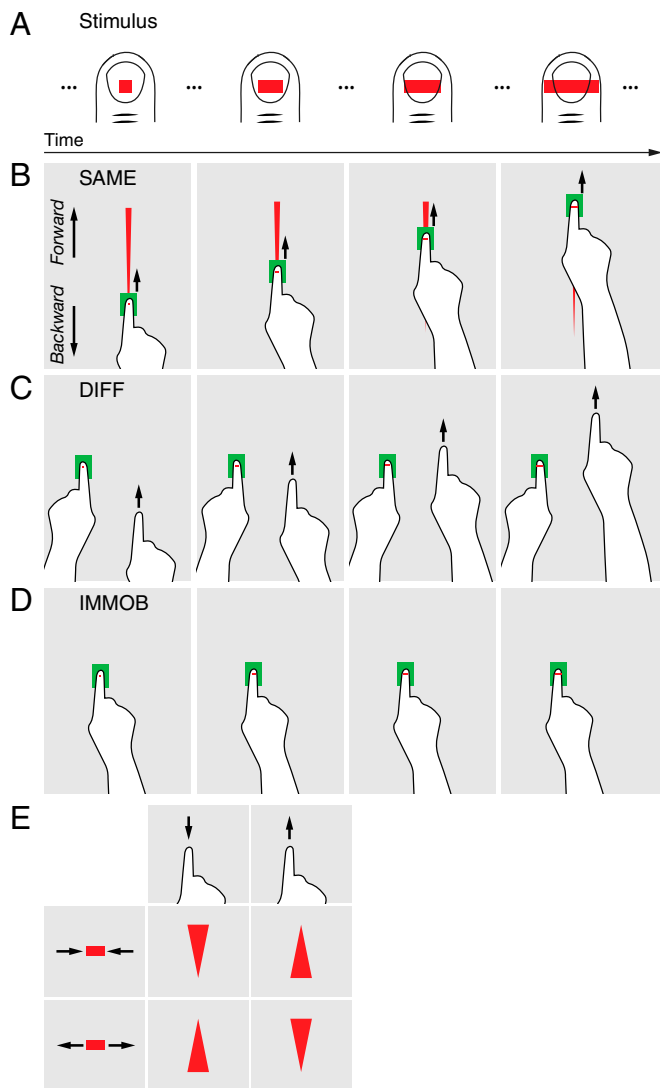 A
Stimulus
... ... ... ... ...
Time
B
SAME
Forward
Backward
C
DIFF
D
IMMOB
E